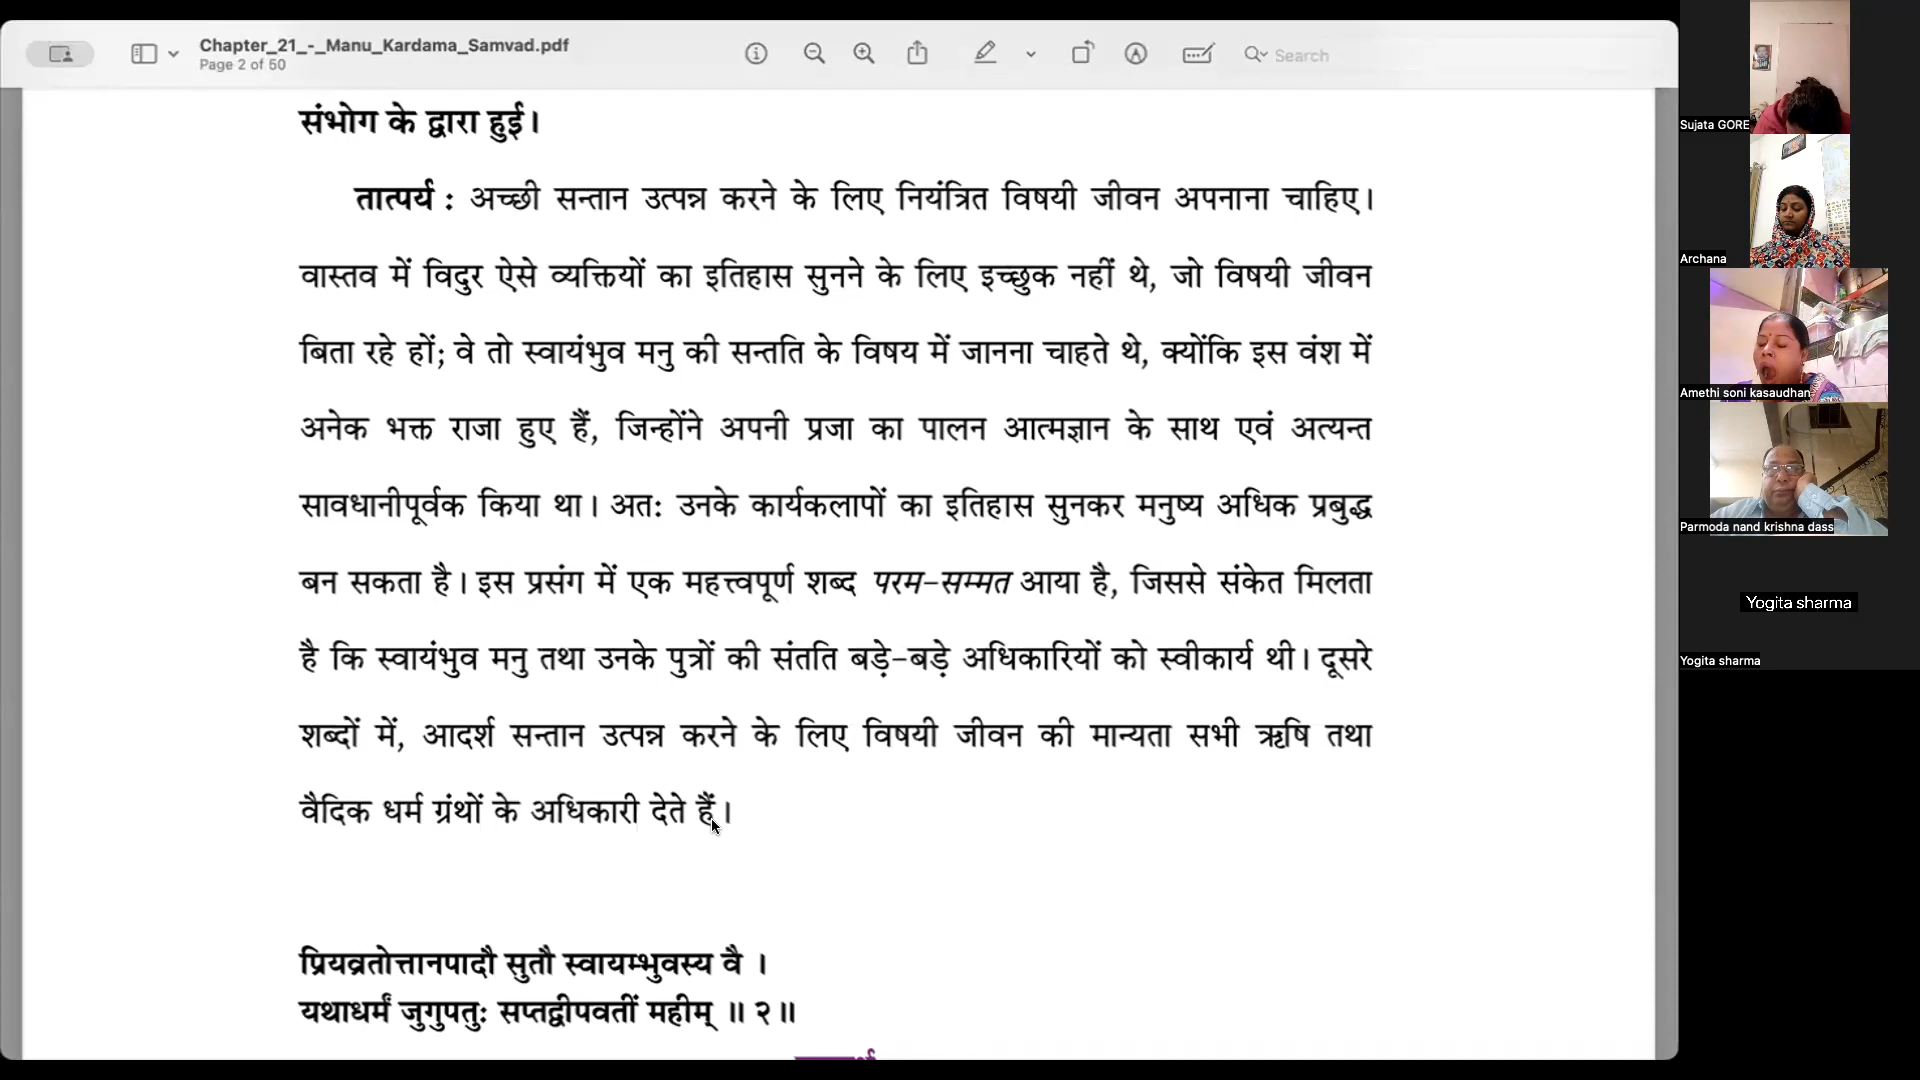 Chapter_21_-_Manu_Kardama_Samvad.pdf
Page 2 of 50
Search
संभोग के द्वारा हुई।
तात्पर्य : अच्छी सन्तान उत्पन्न करने के लिए नियंत्रित विषयी जीवन अपनाना चाहिए।
वास्तव में विदुर ऐसे व्यक्तियों का इतिहास सुनने के लिए इच्छुक नहीं थे, जो विषयी जीवन
बिता रहे हों; वे तो स्वायंभुव मनु की सन्तति के विषय में जानना चाहते थे, क्योंकि इस वंश में
अनेक भक्त राजा हुए हैं, जिन्होंने अपनी प्रजा का पालन आत्मज्ञान के साथ एवं अत्यन्त
सावधानीपूर्वक किया था। अतः उनके कार्यकलापों का इतिहास सुनकर मनुष्य अधिक प्रबुद्ध
बन सकता है। इस प्रसंग में एक महत्त्वपूर्ण शब्द परम-सम्मत आया है, जिससे संकेत मिलता
है कि स्वायंभुव मनु तथा उनके पुत्रों की संतति बड़े-बड़े अधिकारियों को स्वीकार्य थी। दूसरे
शब्दों में, आदर्श सन्तान उत्पन्न करने के लिए विषयी जीवन की मान्यता सभी ऋषि तथा
वैदिक धर्म ग्रंथों के अधिकारी देते हैं।
प्रियव्रतोत्तानपादौ सुतौ स्वायम्भुवस्य वै ।
यथाधर्मं जुगुपतुः सप्तद्वीपवतीं महीम् ॥ २॥
Sujata GORE
Archana
Amethi soni kasaudhan
Parmoda nand krishna dass
Yogita sharma
Yogita sharma